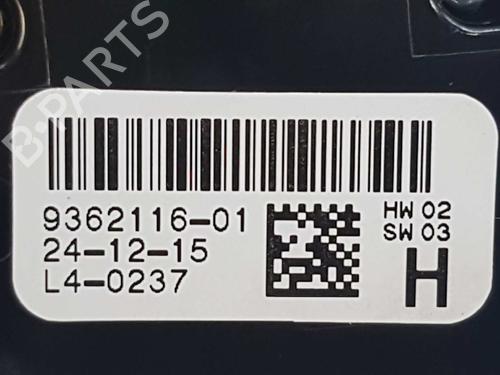 B-PARTS
9362116-01
24-12-15
L4-0237
HW 02
SW 03
H